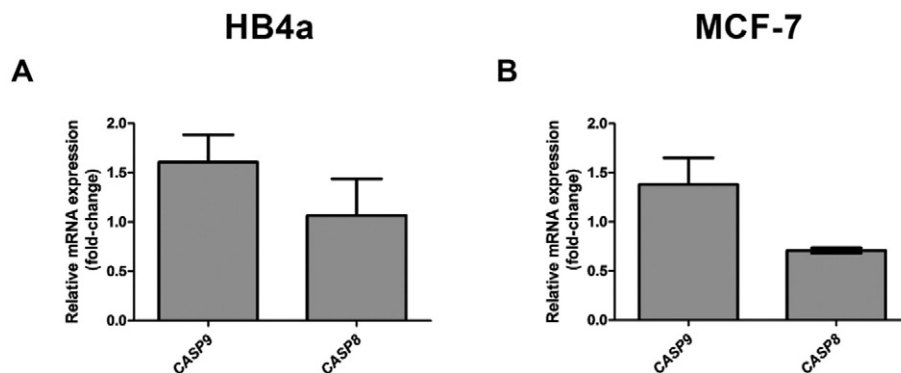 HB4a
MCF-7
A
B
Relative mRNA expression
(fold-change)
2.0
1.5
1.0
0.5
0.0
CASP9
CASP8
Relative mRNA expression
(fold-change)
2.0
1.5
1.0
0.5
0.0
CASP9
CASP8